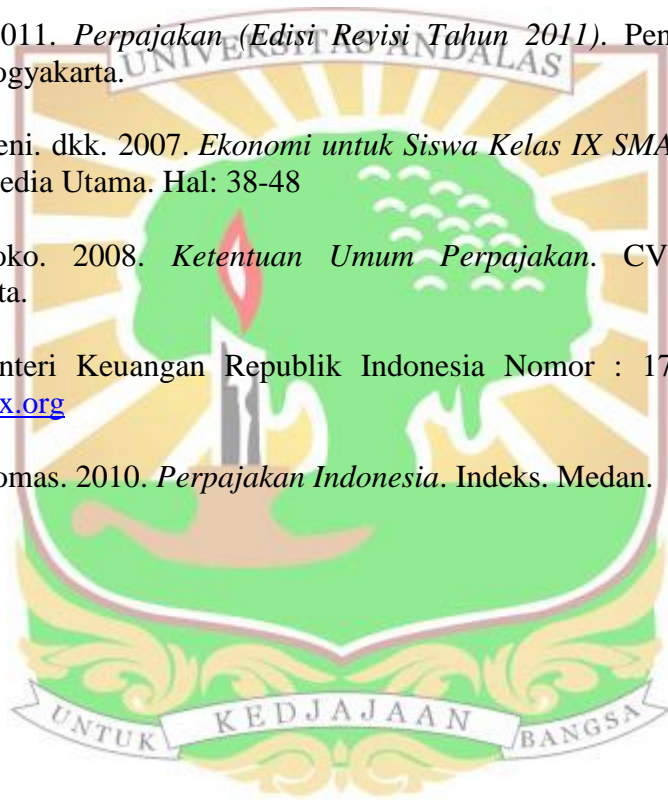 2011. Perpajakan (Edisi Revisi Tahun 2011). Pen
UNIVERSITAS ANDALAS
ogyakarta.
eni. dkk. 2007. Ekonomi untuk Siswa Kelas IX SMA
edia Utama. Hal: 38-48
oko. 2008. Ketentuan Umum Perpajakan. CV
ta.
nteri Keuangan Republik Indonesia Nomor : 17
x.org
omas. 2010. Perpajakan Indonesia. Indeks. Medan.
UNTUK KEDJAJAAN BANGSA